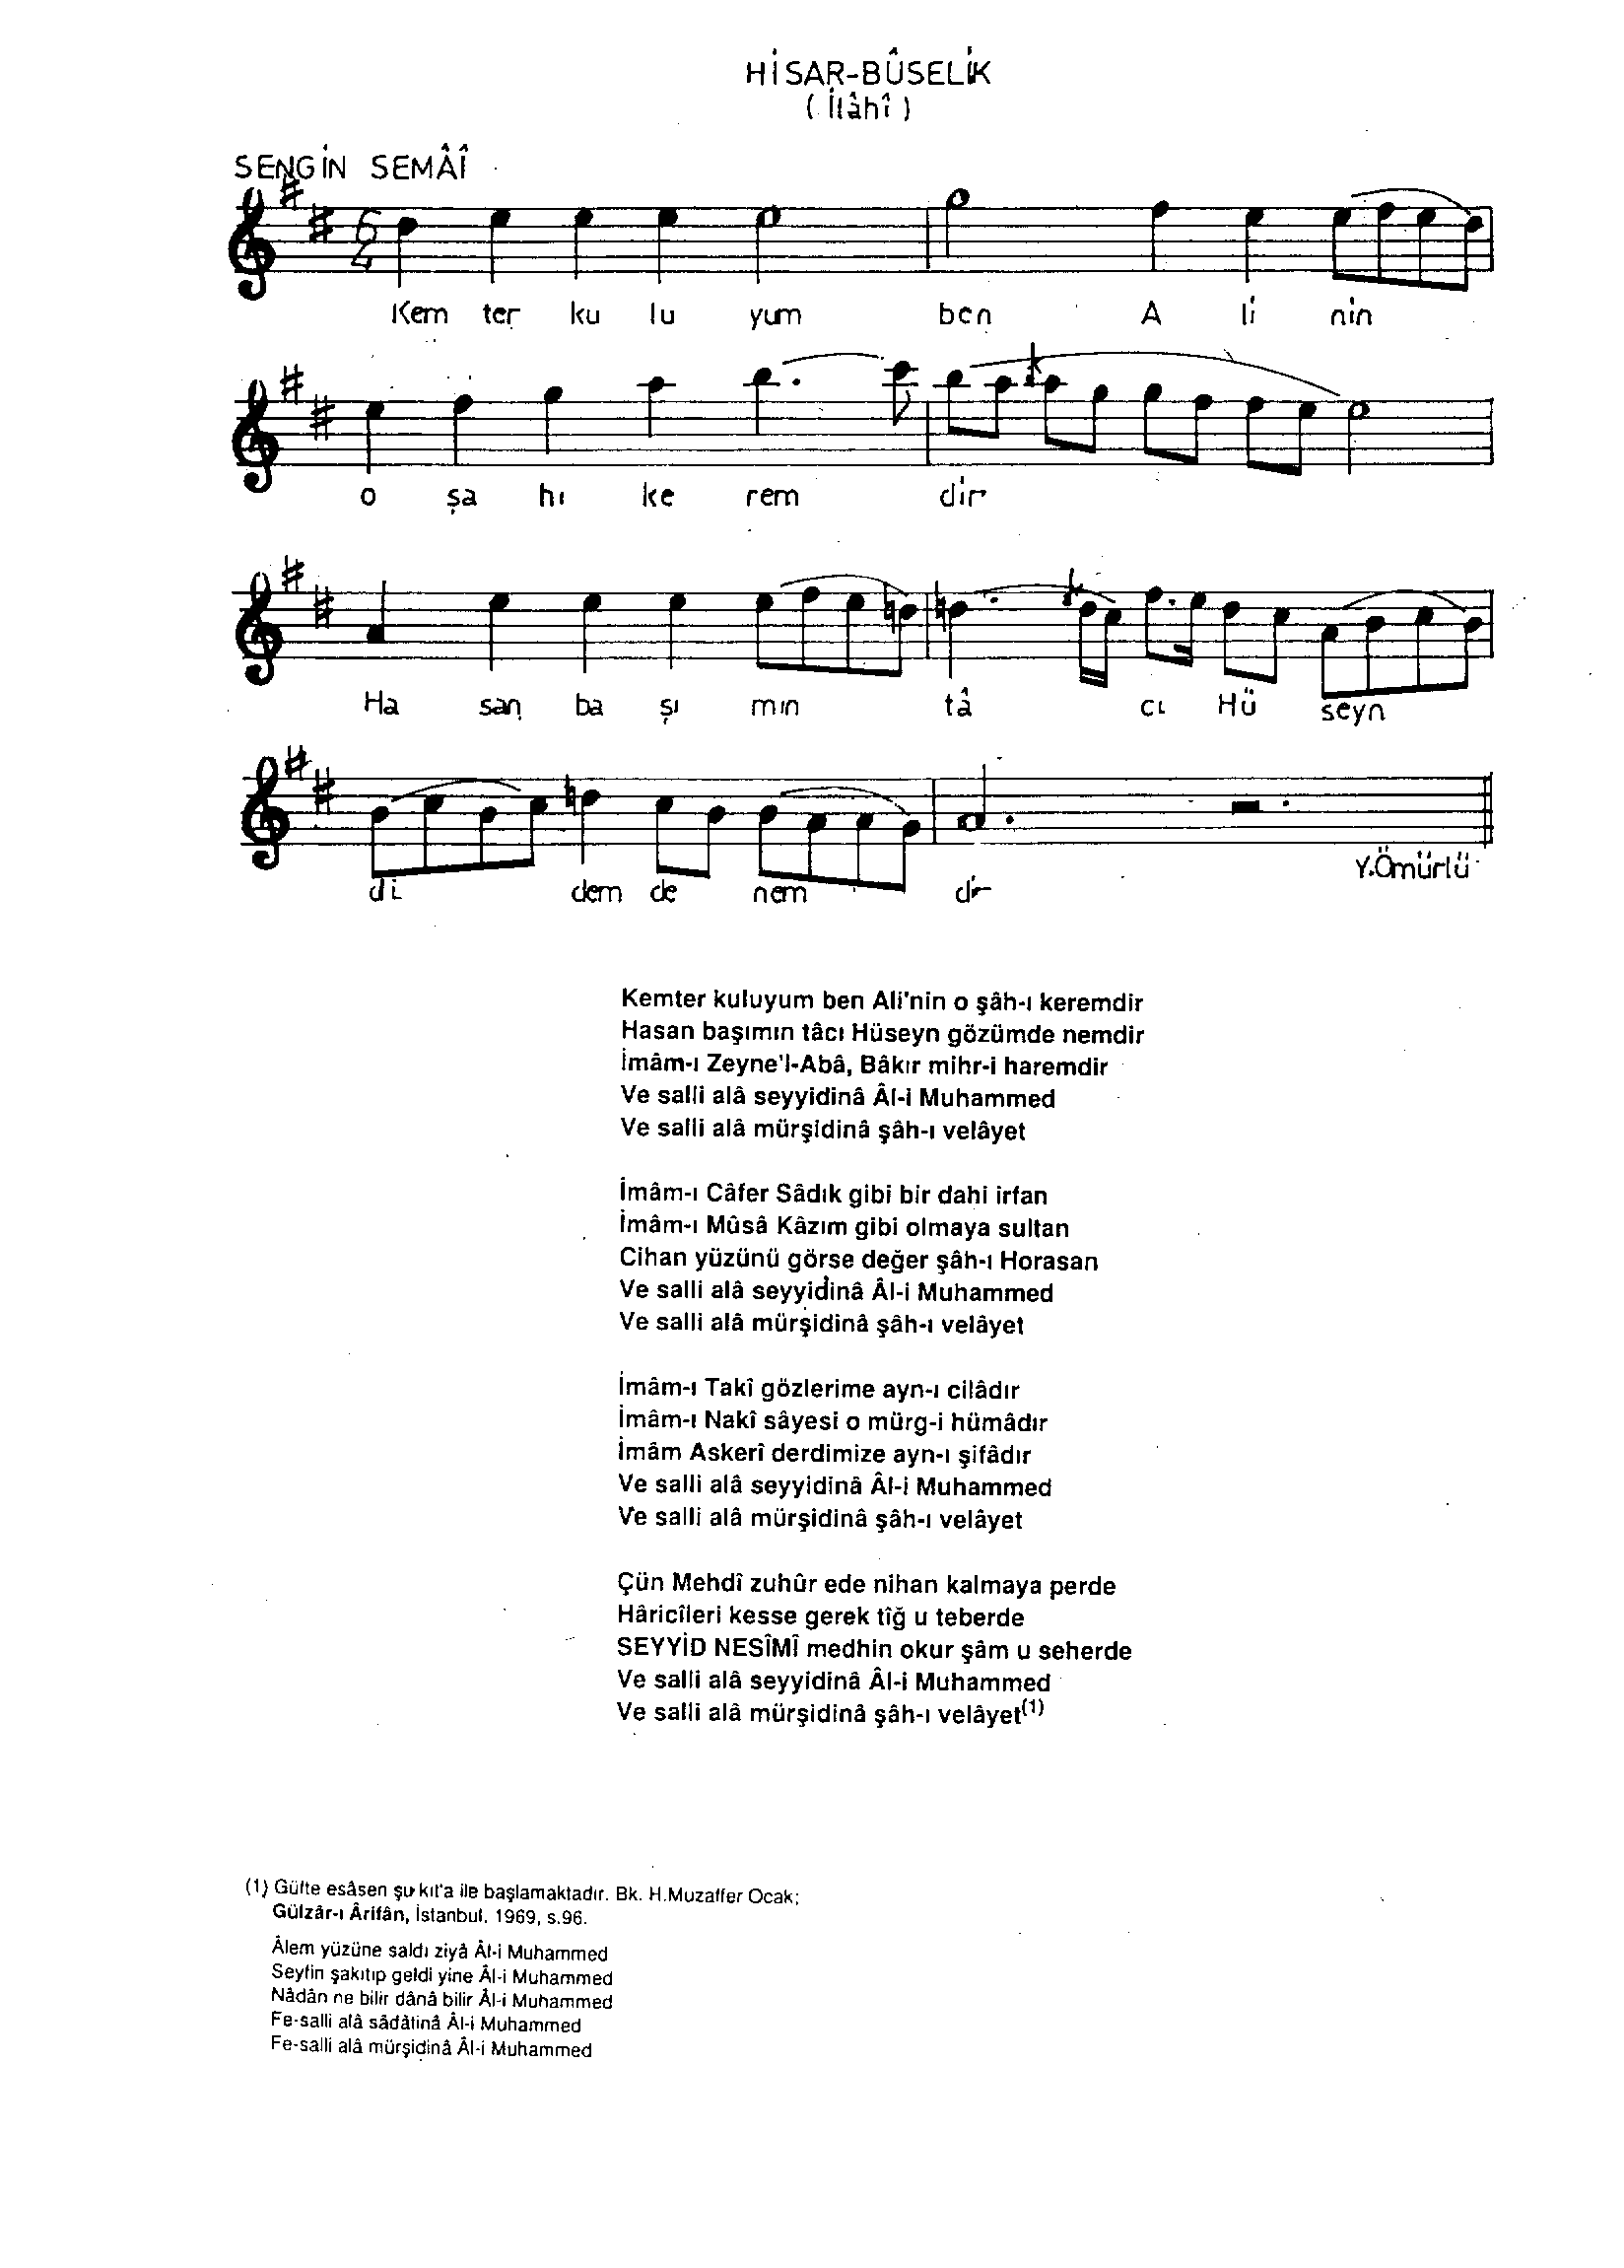 HİSAR-BÛSELİK
(İlâhî)
SENGİN SEMÂÎ
6
4
Kem ter ku lu yum ben A li nin
o şa hı ke rem dir
Ha san ba şı mın tâ cı Hü seyn
di dem de nem dir
Y.Ömürlü
Kemter kuluyum ben Ali'nin o şâh-ı keremdir
Hasan başımın tâcı Hüseyn gözümde nemdir
İmâm-ı Zeyne'l-Abâ, Bâkır mihr-i haremdir
Ve salli alâ seyyidinâ Âl-i Muhammed
Ve salli alâ mürşidinâ şâh-ı velâyet
İmâm-ı Câfer Sâdık gibi bir dahi irfan
İmâm-ı Mûsâ Kâzım gibi olmaya sultan
Cihan yüzünü görse değer şâh-ı Horasan
Ve salli alâ seyyidinâ Âl-i Muhammed
Ve salli alâ mürşidinâ şâh-ı velâyet
İmâm-ı Takî gözlerime ayn-ı cilâdır
İmâm-ı Nakî sâyesi o mürg-i hümâdır
İmâm Askerî derdimize ayn-ı şifâdır
Ve salli alâ seyyidinâ Âl-i Muhammed
Ve salli alâ mürşidinâ şâh-ı velâyet
Çün Mehdî zuhûr ede nihan kalmaya perde
Hâricîleri kesse gerek tîğ u teberde
SEYYİD NESÎMÎ medhin okur şâm u seherde
Ve salli alâ seyyidinâ Âl-i Muhammed
Ve salli alâ mürşidinâ şâh-ı velâyet(1)
(1) Güfte esâsen şu kıt'a ile başlamaktadır. Bk. H.Muzaffer Ocak;
Gülzâr-ı Ârifân, İstanbul, 1969, s.96.
Âlem yüzüne saldı ziyâ Âl-i Muhammed
Seyfin şakıtıp geldi yine Âl-i Muhammed
Nâdân ne bilir dânâ bilir Âl-i Muhammed
Fe-salli alâ sâdâtinâ Âl-i Muhammed
Fe-salli alâ mürşidinâ Âl-i Muhammed